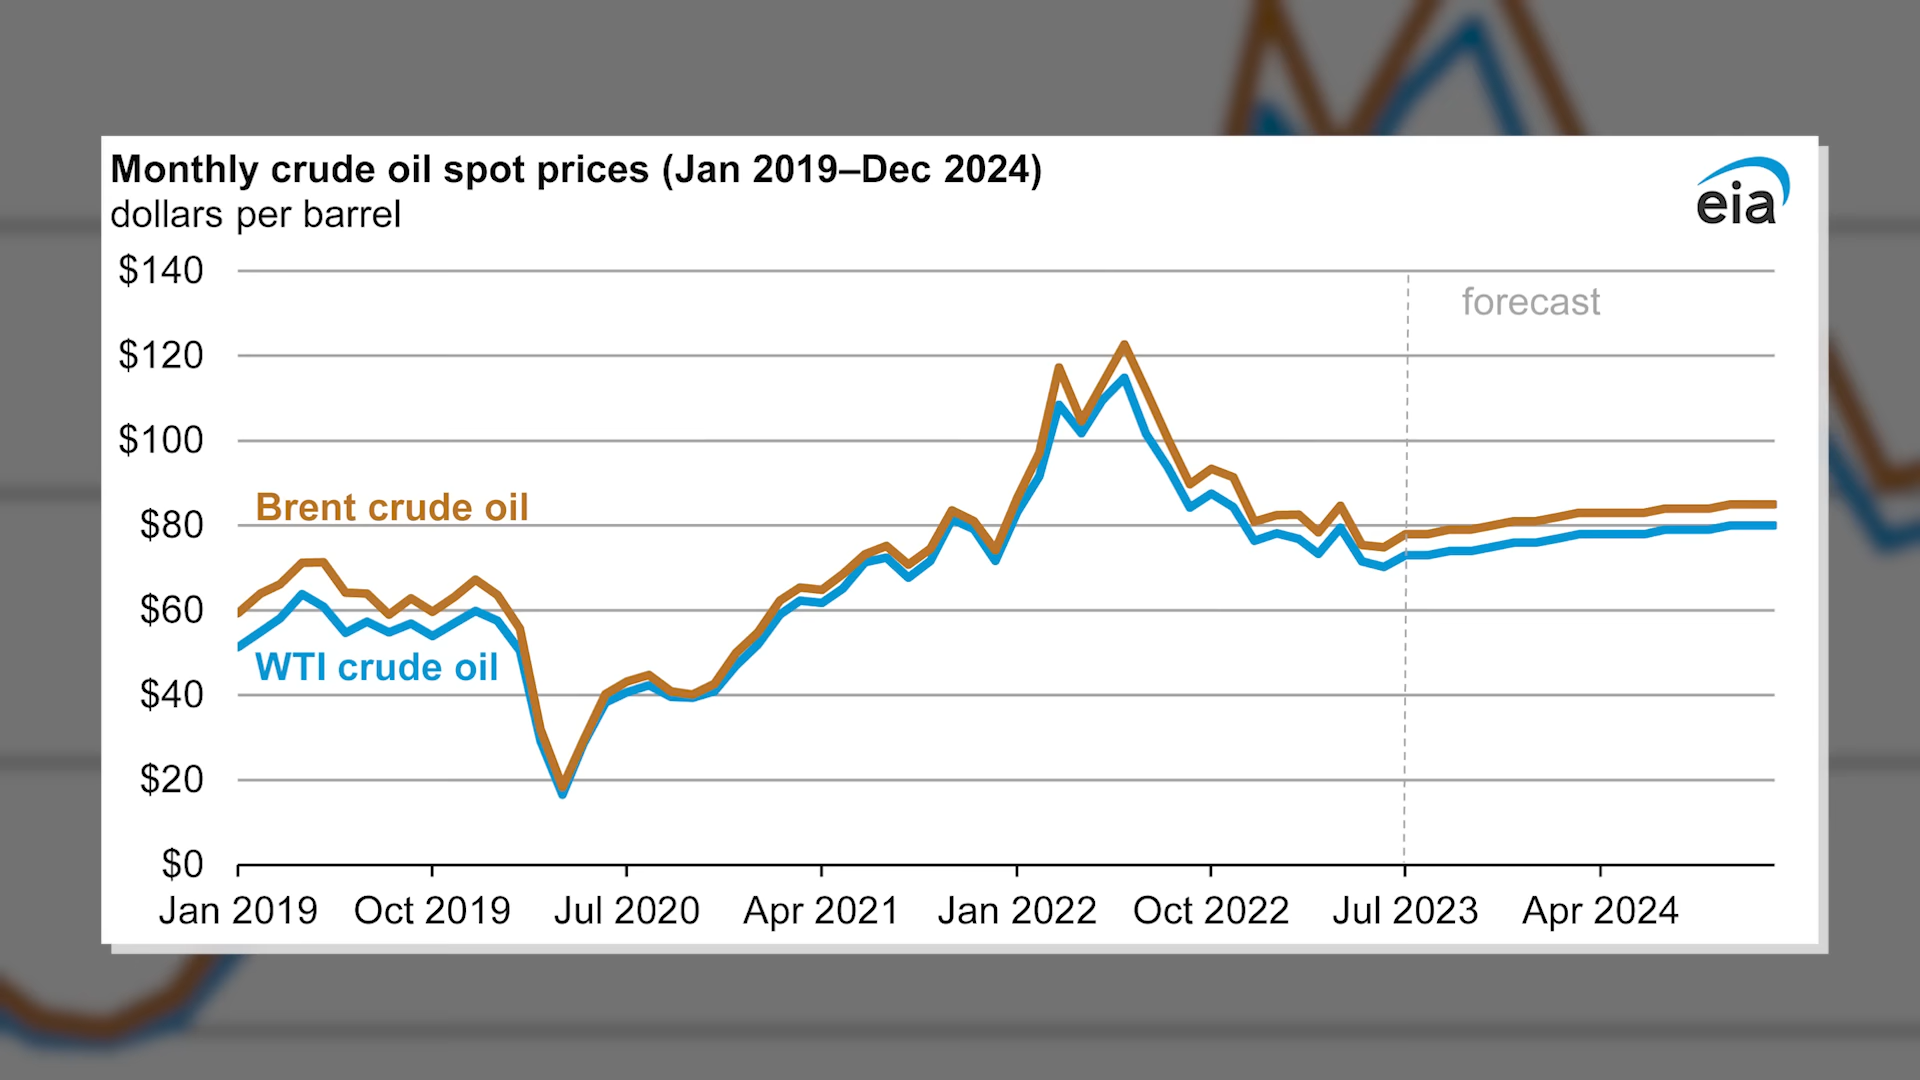 Monthly crude oil spot prices (Jan 2019–Dec 2024)
dollars per barrel
eia
$140
forecast
$120
$100
Brent crude oil
$80
$60
WTI crude oil
$40
$20
$0
Jan 2019 Oct 2019 Jul 2020 Apr 2021 Jan 2022 Oct 2022 Jul 2023 Apr 2024